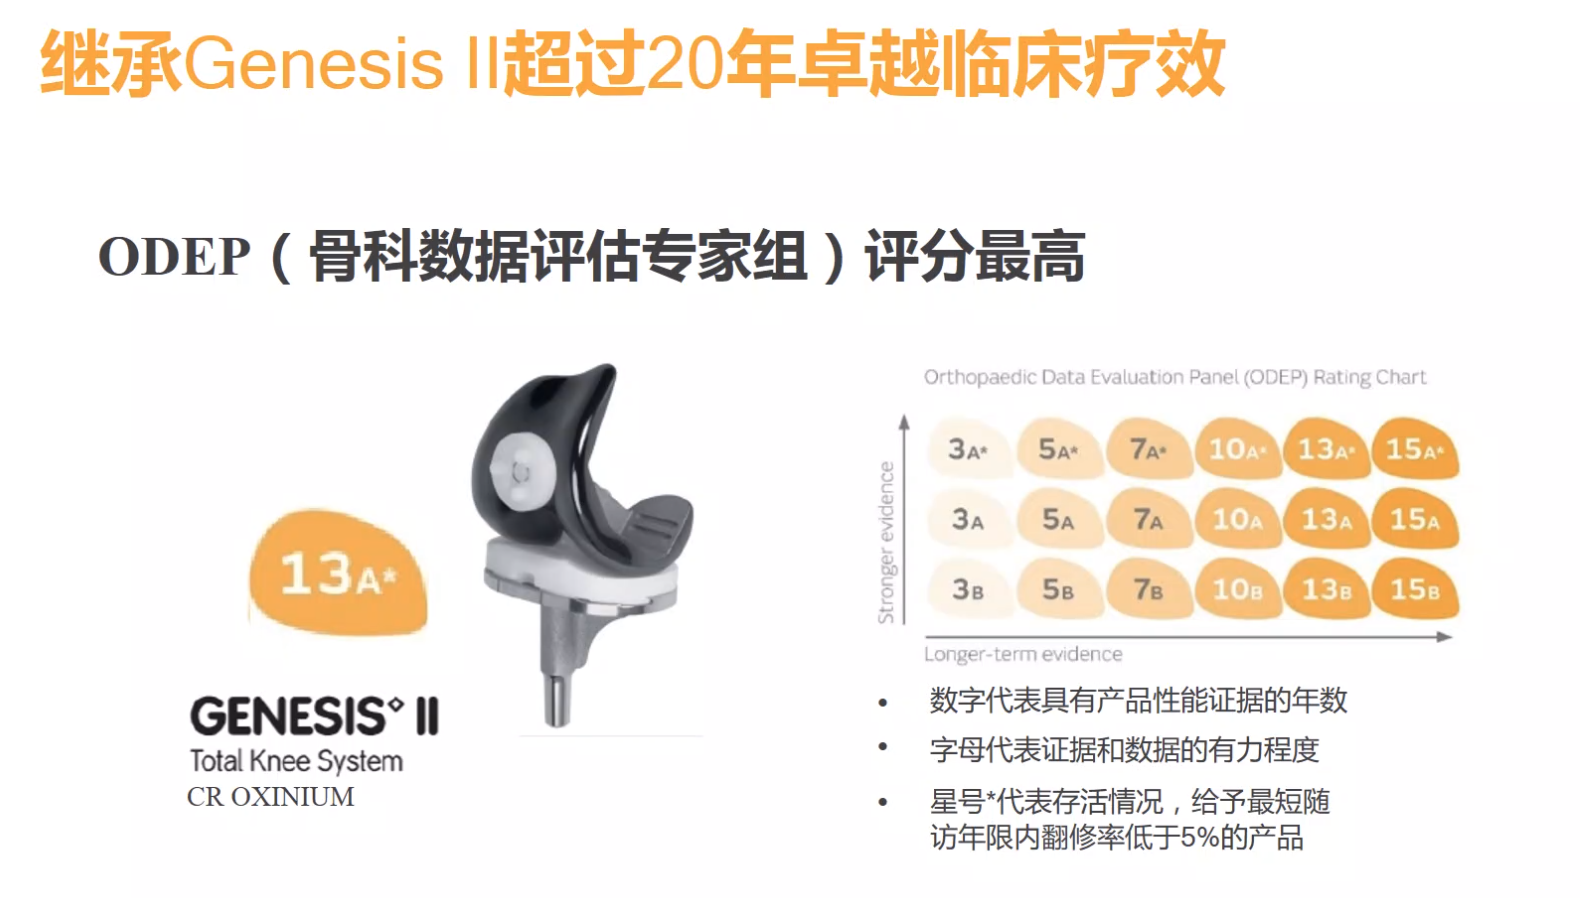 继承Genesis II超过20年卓越临床疗效
ODEP（骨科数据评估专家组）评分最高
13A*
GENESIS◇ II
Total Knee System
CR OXINIUM
Orthopaedic Data Evaluation Panel (ODEP) Rating Chart
Stronger evidence
3A* 5A* 7A* 10A* 13A* 15A*
3A 5A 7A 10A 13A 15A
3B 5B 7B 10B 13B 15B
Longer-term evidence
• 数字代表具有产品性能证据的年数
• 字母代表证据和数据的有力程度
• 星号*代表存活情况，给予最短随
访年限内翻修率低于5%的产品